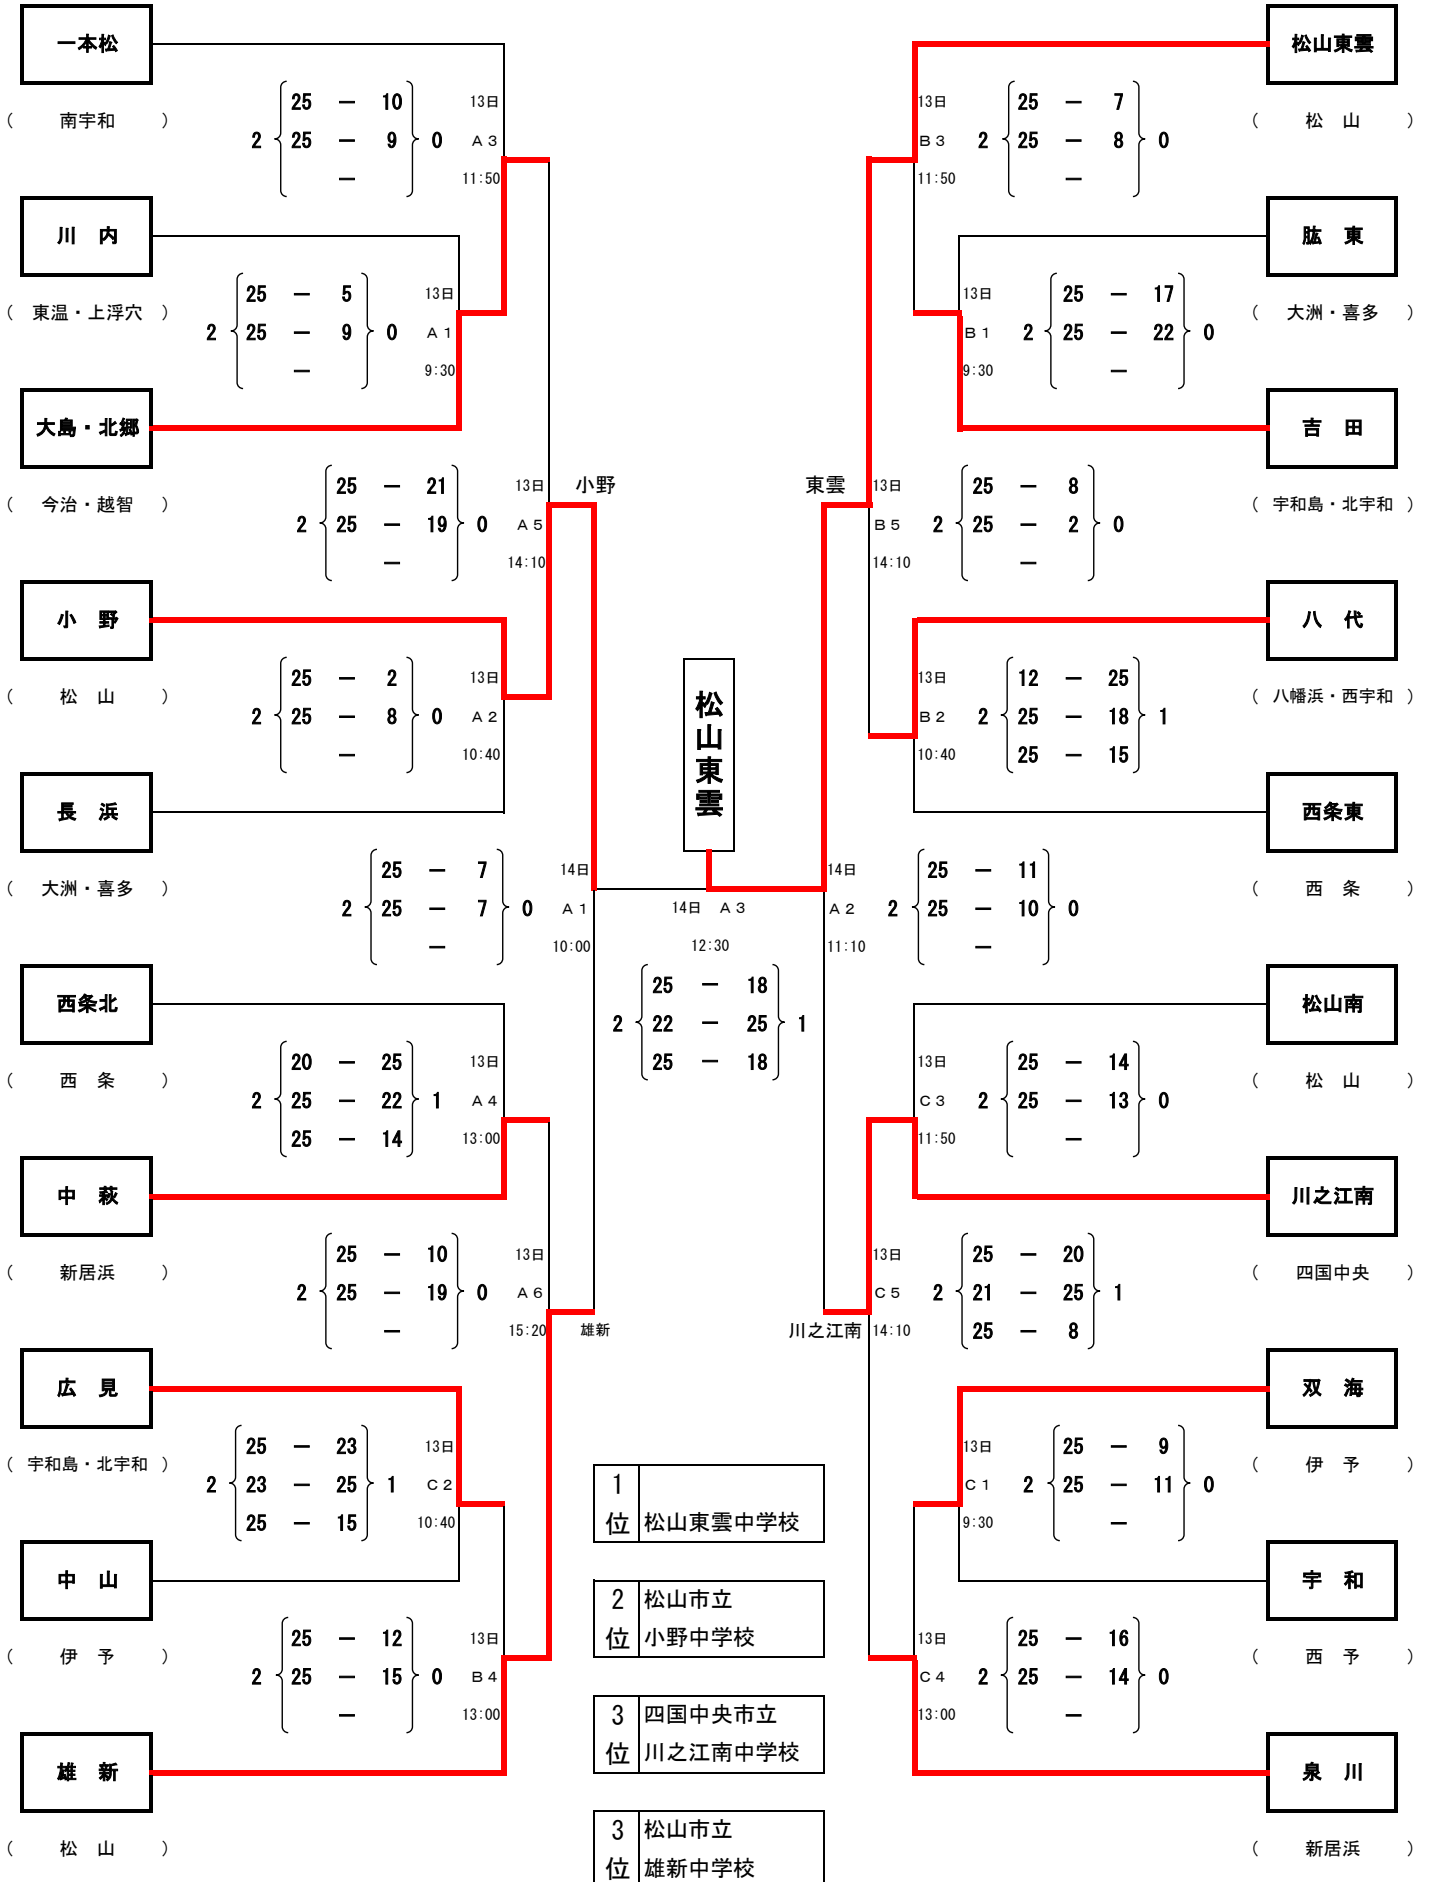 一本松
（　南宇和　）
2 25 ― 10 0
25 ― 9
―
13日
A 3
11:50
川　内
（　東温・上浮穴　）
2 25 ― 5 0
25 ― 9
―
13日
A 1
9:30
大島・北郷
（　今治・越智　）
2 25 ― 21 0
25 ― 19
―
13日
A 5
14:10
小野
小　野
（　松　山　）
2 25 ― 2 0
25 ― 8
―
13日
A 2
10:40
長　浜
（　大洲・喜多　）
2 25 ― 7 0
25 ― 7
―
14日
A 1
10:00
西条北
（　西　条　）
2 20 ― 25 1
25 ― 22
25 ― 14
13日
A 4
13:00
中　萩
（　新居浜　）
2 25 ― 10 0
25 ― 19
―
13日
A 6
15:20
雄新
広　見
（　宇和島・北宇和　）
2 25 ― 23 1
23 ― 25
25 ― 15
13日
C 2
10:40
中　山
（　伊　予　）
2 25 ― 12 0
25 ― 15
―
13日
B 4
13:00
雄　新
（　松　山　）
松山東雲
14日　A 3
12:30
2 25 ― 18 1
22 ― 25
25 ― 18
松山東雲
（　松　山　）
13日
B 3
11:50
2 25 ― 7 0
25 ― 8
―
肱　東
（　大洲・喜多　）
13日
B 1
9:30
2 25 ― 17 0
25 ― 22
―
吉　田
（　宇和島・北宇和　）
東雲
13日
B 5
14:10
2 25 ― 8 0
25 ― 2
―
八　代
（　八幡浜・西宇和　）
13日
B 2
10:40
2 12 ― 25 1
25 ― 18
25 ― 15
西条東
（　西　条　）
14日
A 2
11:10
2 25 ― 11 0
25 ― 10
―
松山南
（　松　山　）
13日
C 3
11:50
2 25 ― 14 0
25 ― 13
―
川之江南
（　四国中央　）
川之江南
13日
C 5
14:10
2 25 ― 20 1
21 ― 25
25 ― 8
双　海
（　伊　予　）
13日
C 1
9:30
2 25 ― 9 0
25 ― 11
―
宇　和
（　西　予　）
13日
C 4
13:00
2 25 ― 16 0
25 ― 14
―
泉　川
（　新居浜　）
1位 松山東雲中学校
2位 松山市立
小野中学校
3位 四国中央市立
川之江南中学校
3位 松山市立
雄新中学校